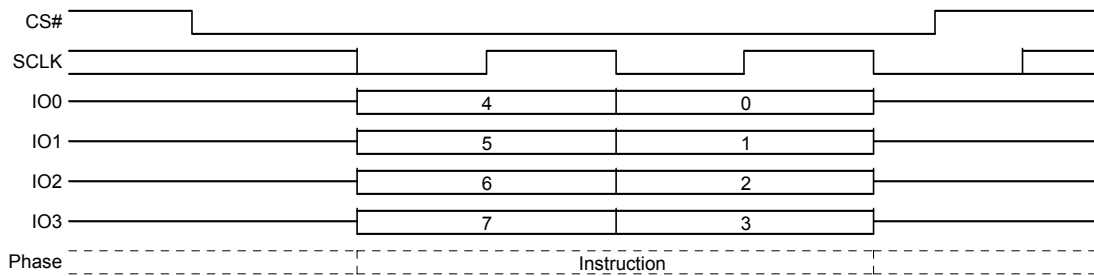 CS#
SCLK
IO0 4 0
IO1 5 1
IO2 6 2
IO3 7 3
Phase Instruction